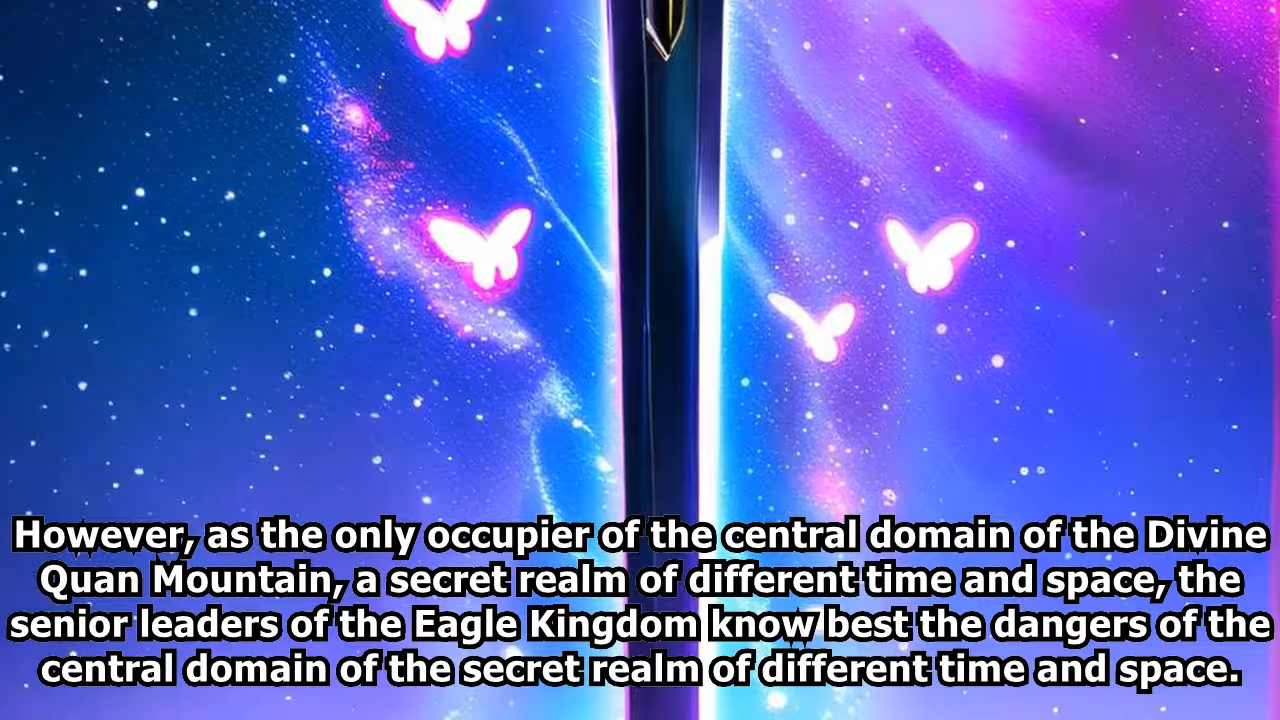 However, as the only occupier of the central domain of the Divine
Quan Mountain, a secret realm of different time and space, the
senior leaders of the Eagle Kingdom know best the dangers of the
central domain of the secret realm of different time and space.